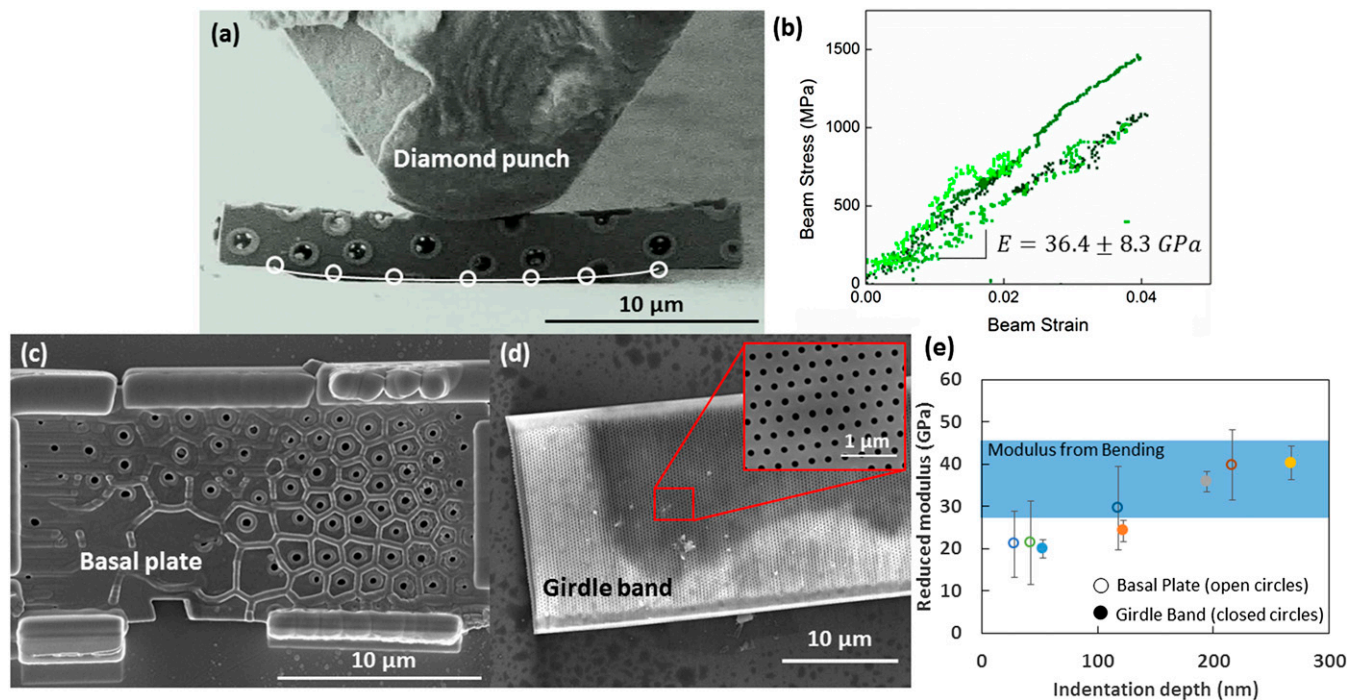 (a)
Diamond punch
10 μm
(b)
1500
1000
500
0
Beam Stress (MPa)
E = 36.4 ± 8.3 GPa
0.00
0.02
0.04
Beam Strain
(c)
Basal plate
10 μm
(d)
1 μm
Girdle band
10 μm
(e)
60
50
40
30
20
10
0
Reduced modulus (GPa)
Modulus from Bending
Basal Plate (open circles)
Girdle Band (closed circles)
0
100
200
300
Indentation depth (nm)